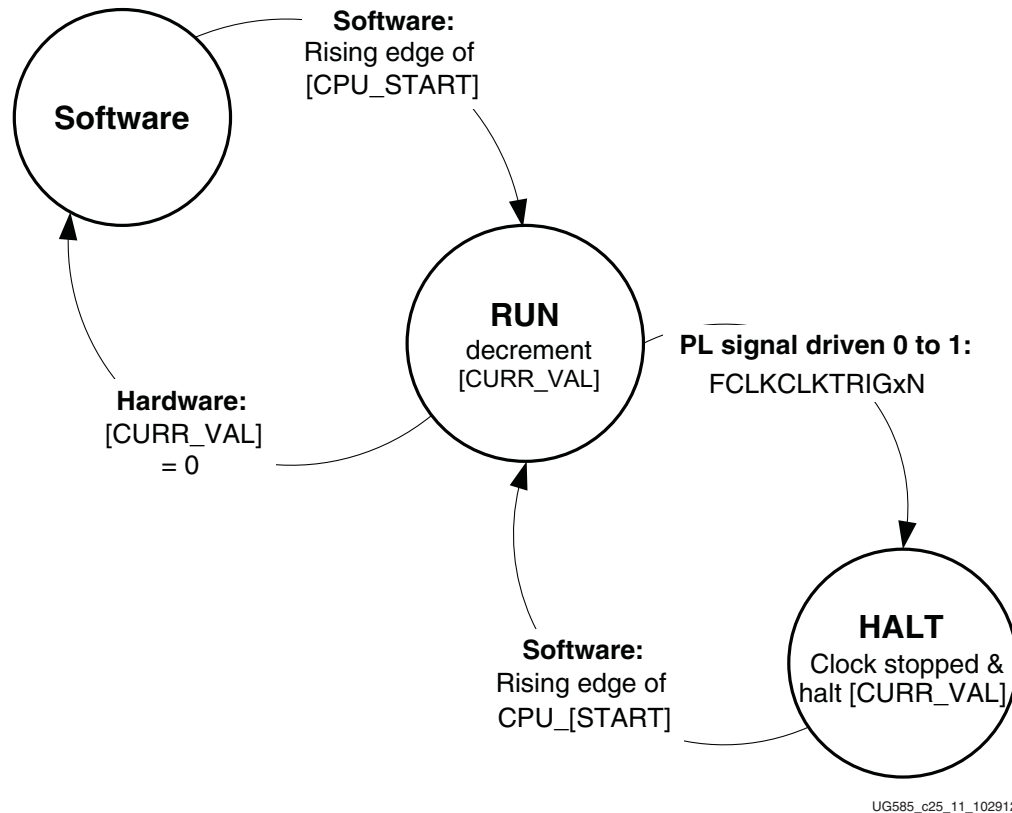 Software:
Rising edge of
[CPU_START]
Software
RUN
decrement
[CURR_VAL]
PL signal driven 0 to 1:
FCLKCLKTRIGxN
Hardware:
[CURR_VAL]
= 0
HALT
Clock stopped &
halt [CURR_VAL]
Software:
Rising edge of
CPU_[START]
UG585_c25_11_102912